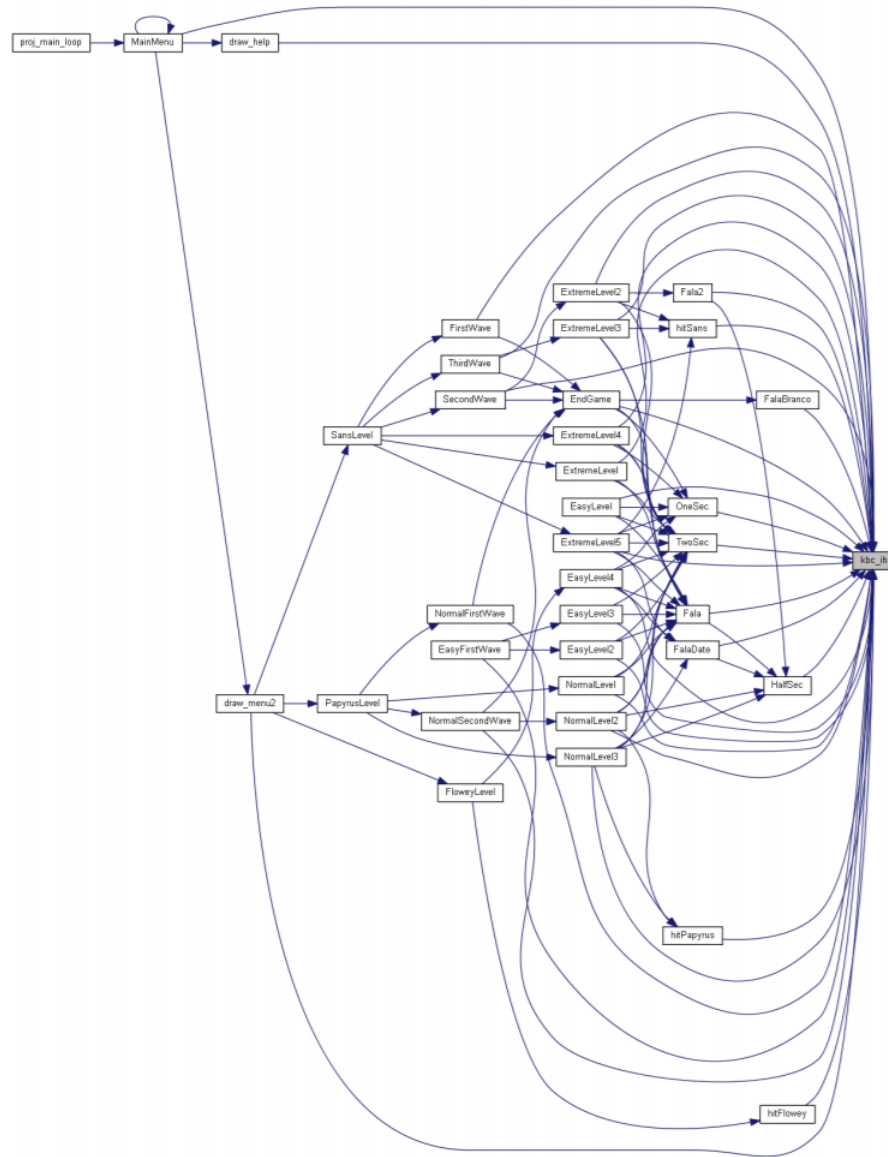 proj_main_loop
MainMenu
draw_help
ExtremeLevel2
Fala2
FirstWave
ExtremeLevel3
hitSans
ThirdWave
SecondWave
EndGame
FalaBranco
SansLevel
ExtremeLevel4
ExtremeLevel
EasyLevel
OneSec
ExtremeLevel5
TwoSec
kbc_ih
EasyLevel4
NormalFirstWave
EasyLevel3
Fala
EasyFirstWave
EasyLevel2
FalaDate
NormalLevel
HalfSec
draw_menu2
PapyrusLevel
NormalSecondWave
NormalLevel2
NormalLevel3
FloweyLevel
hitPapyrus
hitFlowey